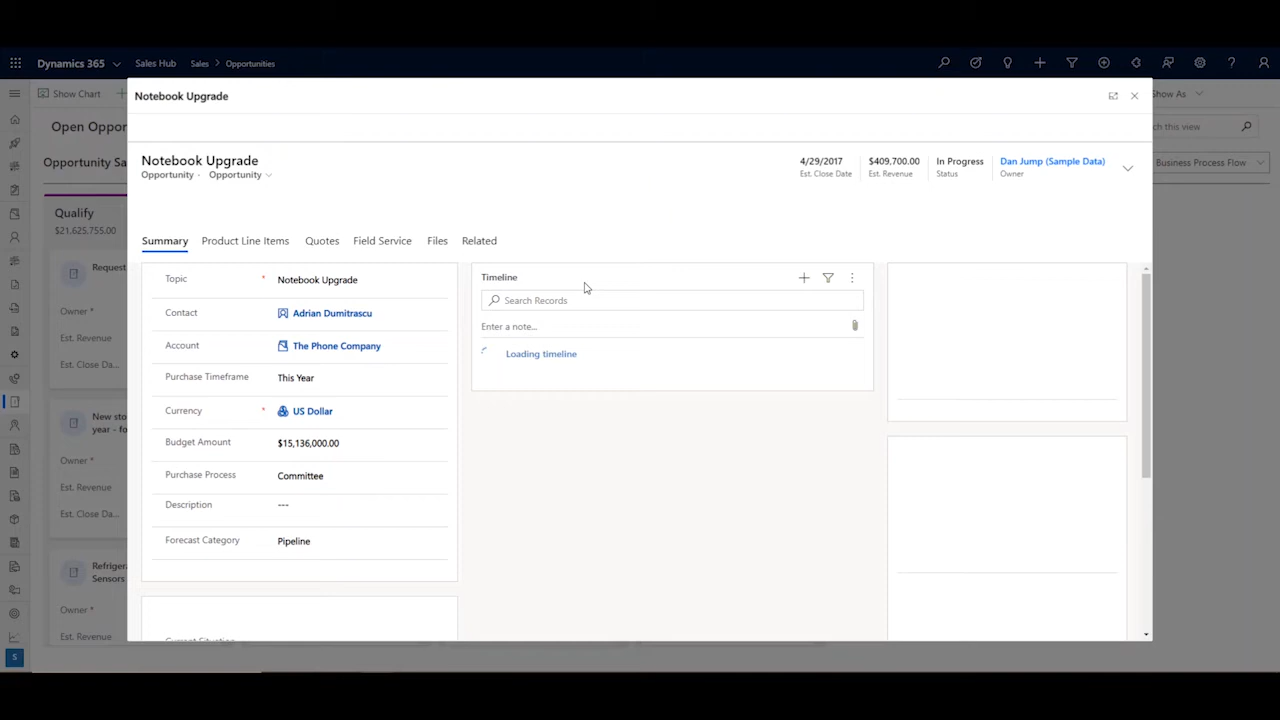 Dynamics 365 Sales Hub Sales > Opportunities
Show Chart
Show As
Notebook Upgrade
Open Oppor
ch this view
Opportunity Sa
Business Process Flow
Notebook Upgrade
Opportunity · Opportunity
4/29/2017
Est. Close Date
$409,700.00
Est. Revenue
In Progress
Status
Dan Jump (Sample Data)
Owner
Qualify
$21,625,755.00
Summary Product Line Items Quotes Field Service Files Related
Request
Owner *
Est. Revenue
Est. Close Da...
New sto
year - fo
Owner *
Est. Revenue
Est. Close Da...
Refrigera
Sensors
Owner *
Est. Revenue
S
Topic * Notebook Upgrade
Contact Adrian Dumitrascu
Account The Phone Company
Purchase Timeframe This Year
Currency * US Dollar
Budget Amount $15,136,000.00
Purchase Process Committee
Description ---
Forecast Category Pipeline
Current Situation
Timeline
Search Records
Enter a note...
Loading timeline